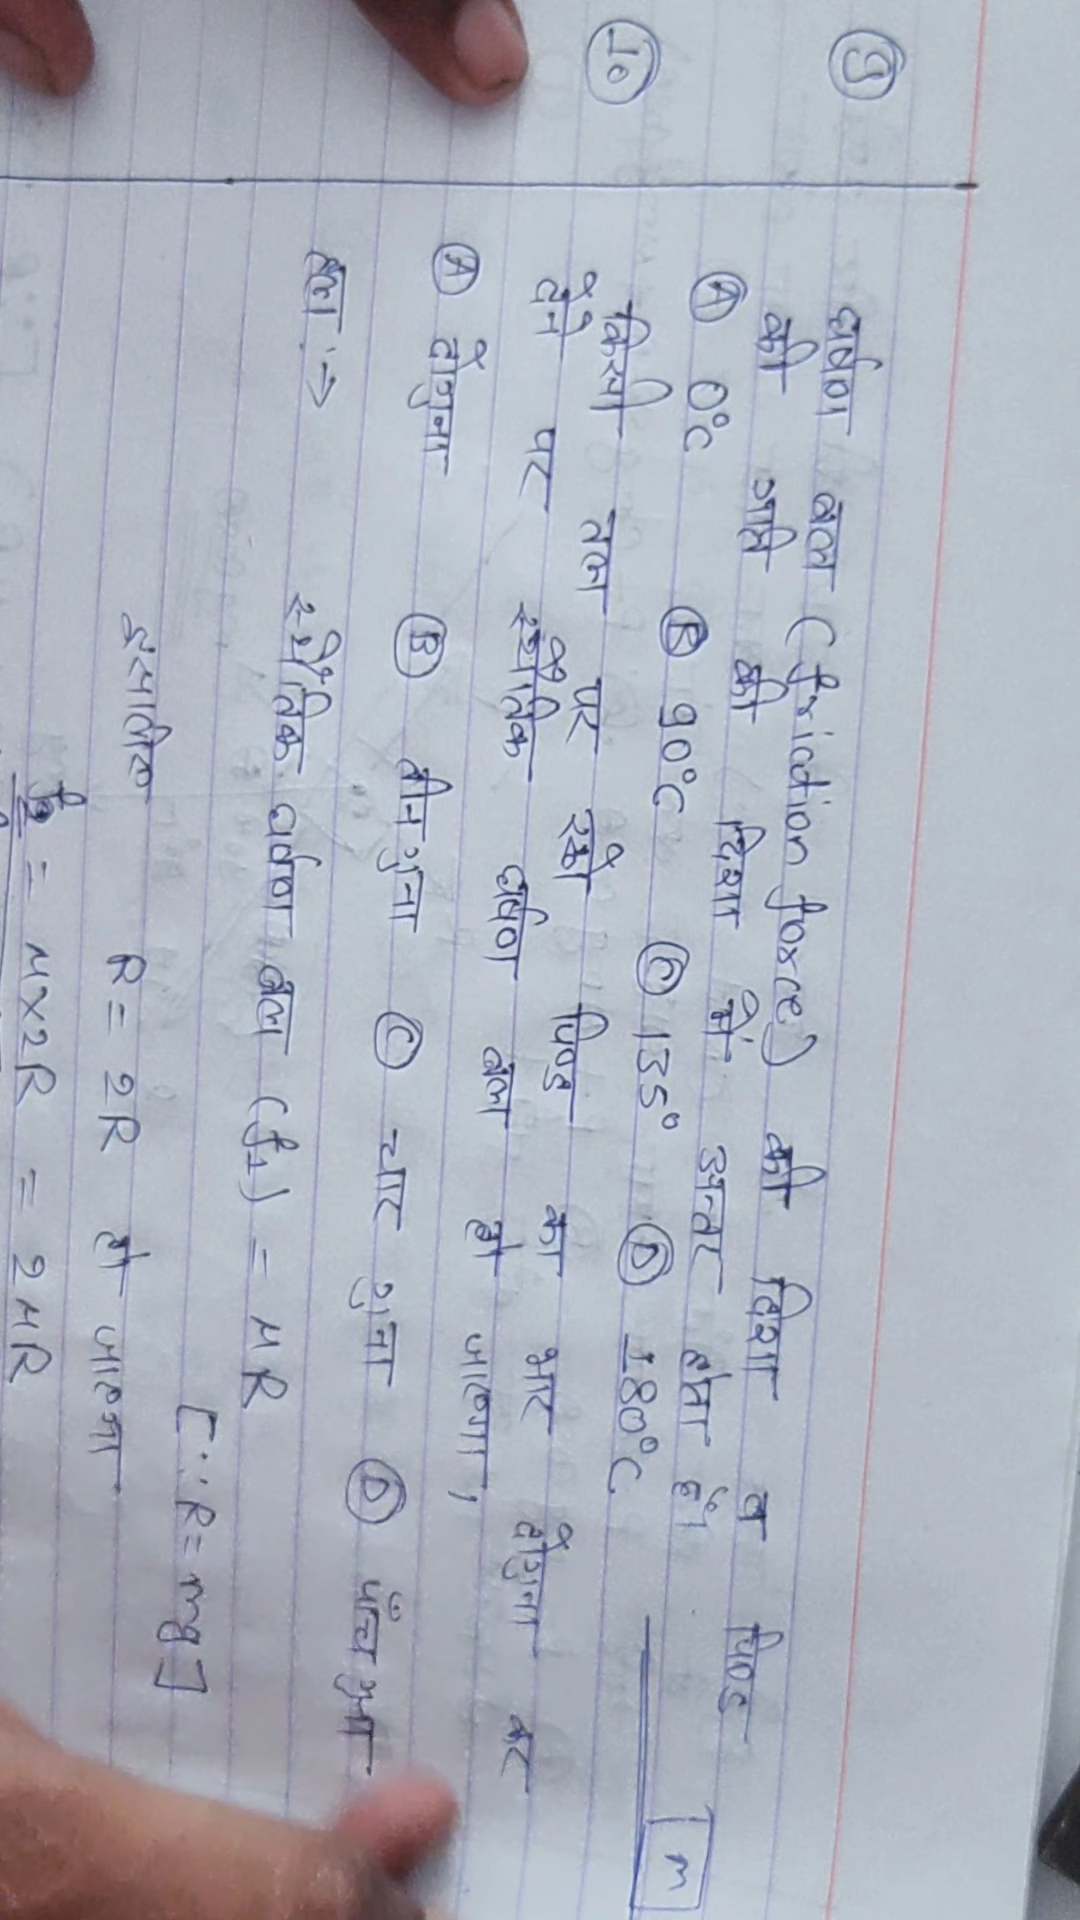 9 घर्षण बल (friction force) की दिशा व पिण्ड
की गति की दिशा में अन्तर होता है।
A 0°C B 90°C C 135° D 180°C
m
10 किसी तल पर रखे पिण्ड का भार दोगुना कर
देने पर स्थैतिक घर्षण बल हो जाएगा,
A दोगुना B तीन गुना C चार गुना D पाँच गुना
हल :→ स्थैतिक घर्षण बल (f1) = μR
[∵ R = mg]
इसलिए R = 2R हो जाएगा
f2 = μ×2R = 2μR